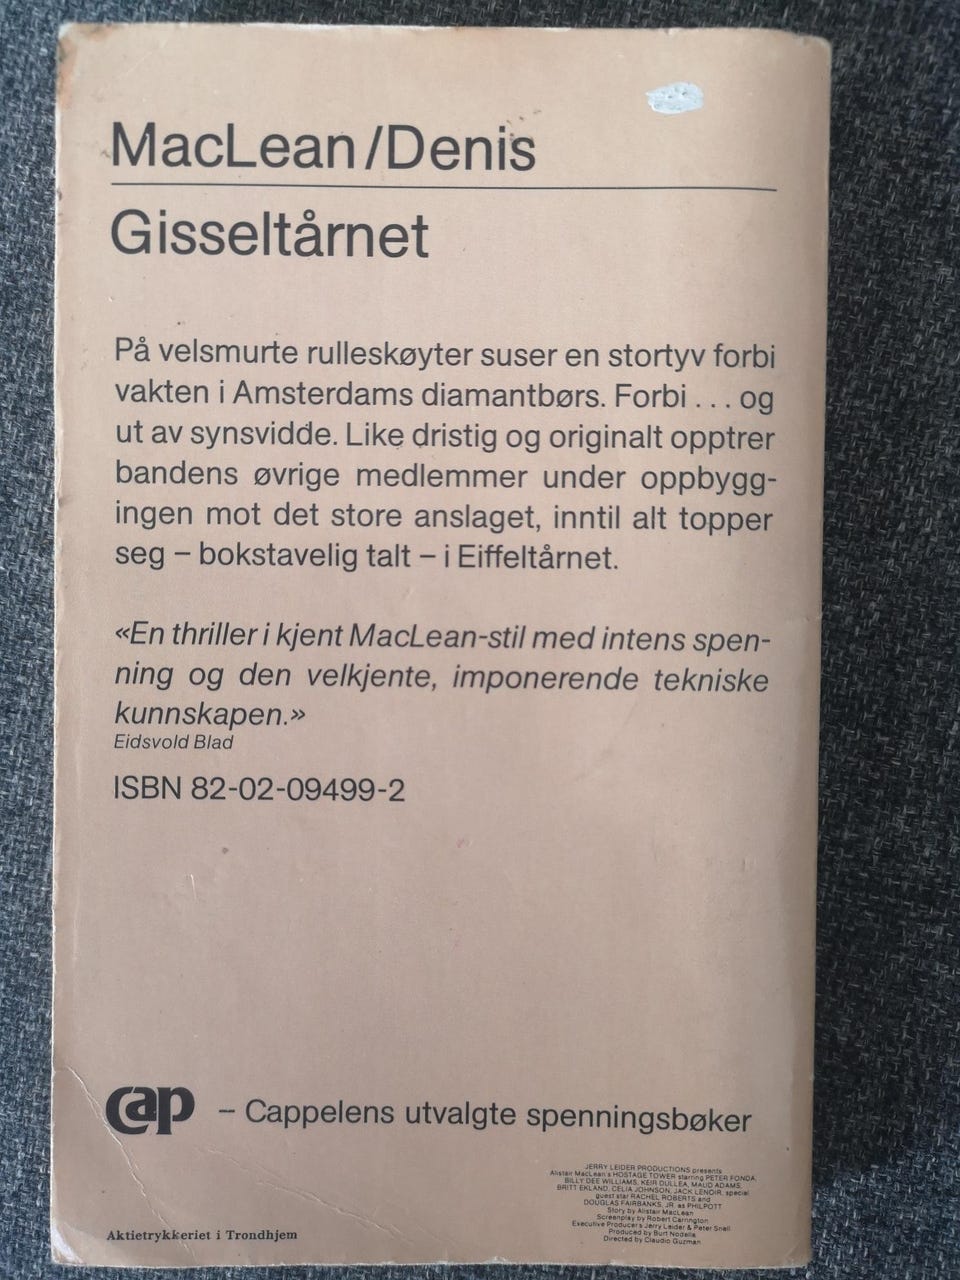 MacLean/Denis
Gisseltårnet
På velsmurte rulleskøyter suser en stortyv forbi
vakten i Amsterdams diamantbørs. Forbi . . . og
ut av synsvidde. Like dristig og originalt opptrer
bandens øvrige medlemmer under oppbygg-
ingen mot det store anslaget, inntil alt topper
seg – bokstavelig talt – i Eiffeltårnet.
«En thriller i kjent MacLean-stil med intens spen-
ning og den velkjente, imponerende tekniske
kunnskapen.»
Eidsvold Blad
ISBN 82-02-09499-2
cap – Cappelens utvalgte spenningsbøker
JERRY LEIDER PRODUCTIONS presents
Alistair MacLean's HOSTAGE TOWER starring PETER FONDA,
BILLY DEE WILLIAMS, KEIR DULLEA, MAUD ADAMS,
BRITT EKLAND, CELIA JOHNSON, JACK LENOIR, special
guest star RACHEL ROBERTS and
DOUGLAS FAIRBANKS, JR. as PHILPOTT
Story by Alistair MacLean
Screenplay by Robert Carrington
Executive Producers Jerry Leider & Peter Snell
Produced by Burt Nodella
Directed by Claudio Guzman
Aktietrykkeriet i Trondhjem